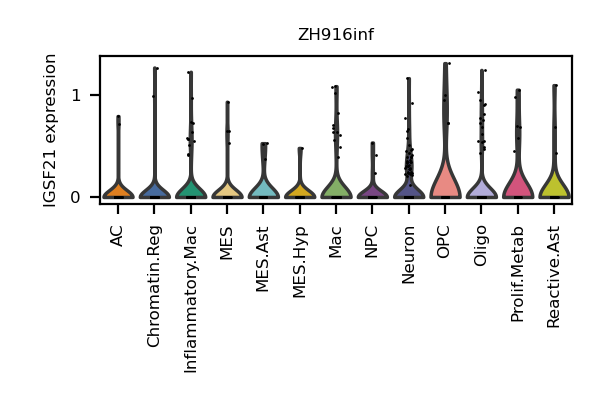 ZH916inf
IGSF21 expression
1
0
AC
Chromatin.Reg
Inflammatory.Mac
MES
MES.Ast
MES.Hyp
Mac
NPC
Neuron
OPC
Oligo
Prolif.Metab
Reactive.Ast